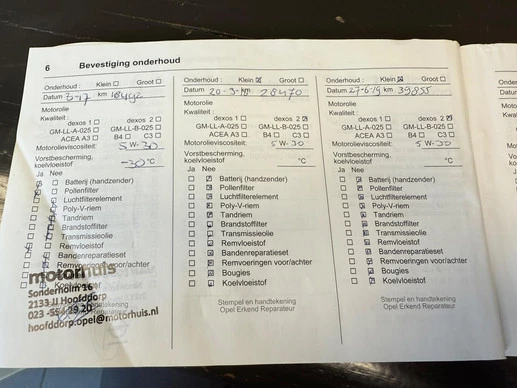 6 Bevestiging onderhoud
Onderhoud : Klein Groot
Datum km
Motorolie
Kwaliteit :
dexos 1 dexos 2
GM-LL-A-025 GM-LL-B-025
ACEA A3 B4 C3
Motorolieviscositeit: 5W-30
Vorstbescherming,
koelvloeistof -30 °C
Ja Nee
Batterij (handzender)
Pollenfilter
Luchtfilterelement
Poly-V-riem
Tandriem
Brandstoffilter
Transmissieolie
Remvloeistof
Bandenreparatieset
Remvoeringen voor/achter
Koelvloeistof
motorhuis
Sonderholm 16
2133 JJ Hoofddorp
023 -554 29 20
hoofddorp.opel@motorhuis.nl
Onderhoud : Klein Groot
Datum 20-3- km 28470
Motorolie
Kwaliteit :
dexos 1 dexos 2
GM-LL-A-025 GM-LL-B-025
ACEA A3 B4 C3
Motorolieviscositeit: 5W-30
Vorstbescherming,
koelvloeistof °C
Ja Nee
Batterij (handzender)
Pollenfilter
Luchtfilterelement
Poly-V-riem
Tandriem
Brandstoffilter
Transmissieolie
Remvloeistof
Bandenreparatieset
Remvoeringen voor/achter
Bougies
Koelvloeistof
Stempel en handtekening
Opel Erkend Reparateur
Onderhoud : Klein Groot
Datum 27-6-19 km 39855
Motorolie
Kwaliteit :
dexos 1 dexos 2
GM-LL-A-025 GM-LL-B-025
ACEA A3 B4 C3
Motorolieviscositeit: 5W-30
Vorstbescherming,
koelvloeistof °C
Ja Nee
Batterij (handzender)
Pollenfilter
Luchtfilterelement
Poly-V-riem
Tandriem
Brandstoffilter
Transmissieolie
Remvloeistof
Bandenreparatieset
Remvoeringen voor/achter
Bougies
Koelvloeistof
Stempel en handtekening
Opel Erkend Reparateur